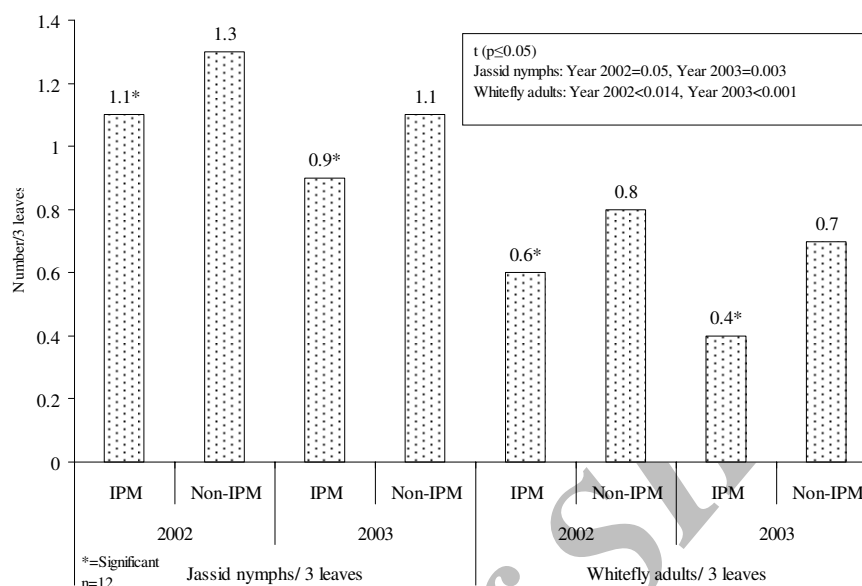 1.4
1.2
1
0.8
0.6
0.4
0.2
0
Number/3 leaves
1.1*
1.3
0.9*
1.1
0.6*
0.8
0.4*
0.7
t (p≤0.05)
Jassid nymphs: Year 2002=0.05, Year 2003=0.003
Whitefly adults: Year 2002<0.014, Year 2003<0.001
IPM Non-IPM IPM Non-IPM IPM Non-IPM IPM Non-IPM
2002 2003 2002 2003
*=Significant
n=12
Jassid nymphs/ 3 leaves Whitefly adults/ 3 leaves